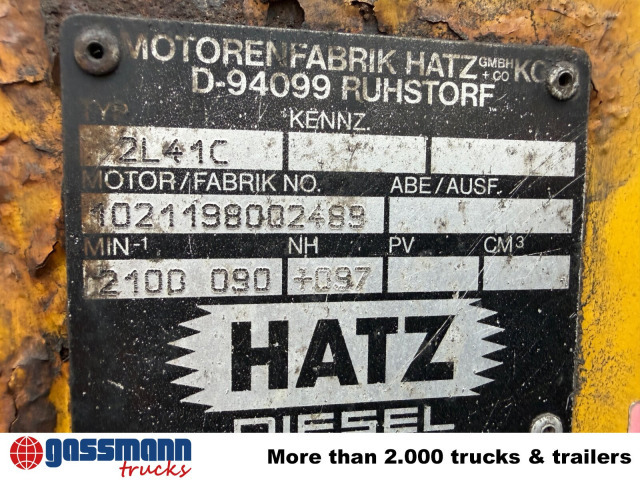 MOTORENFABRIK HATZ GMBH + CO KG
D-94099 RUHSTORF
TYP KENNZ.
2L41C
MOTOR/FABRIK NO. ABE/AUSF.
1021198002489
MIN-1 NH PV CM3
2100 090 +097
HATZ
DIESEL
gassmann trucks
More than 2.000 trucks & trailers